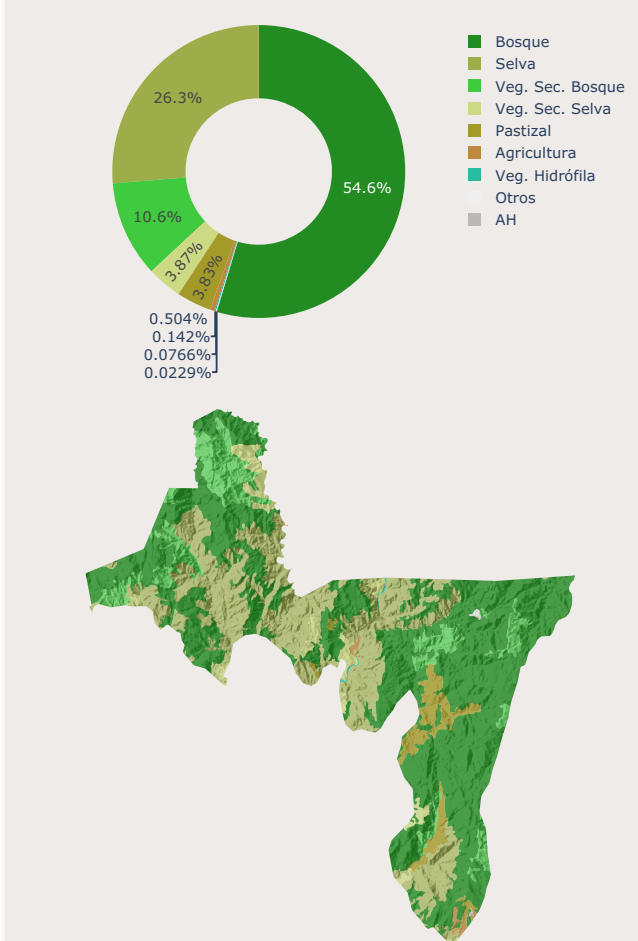 26.3%
54.6%
10.6%
3.87%
3.83%
0.504%
0.142%
0.0766%
0.0229%
Bosque
Selva
Veg. Sec. Bosque
Veg. Sec. Selva
Pastizal
Agricultura
Veg. Hidrófila
Otros
AH